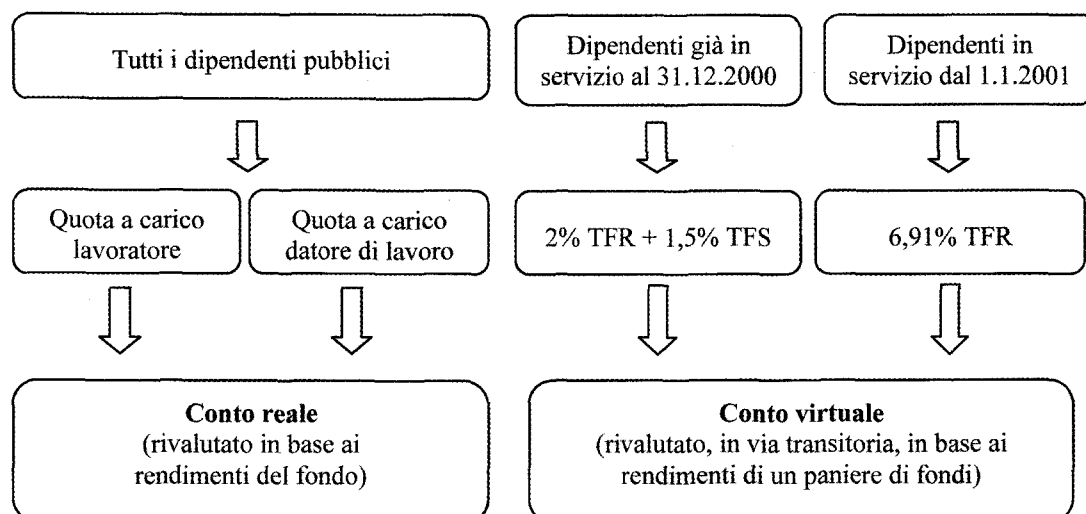 Tutti i dipendenti pubblici
Dipendenti già in
servizio al 31.12.2000
Dipendenti in
servizio dal 1.1.2001
Quota a carico
lavoratore
Quota a carico
datore di lavoro
2% TFR + 1,5% TFS
6,91% TFR
Conto reale
(rivalutato in base ai
rendimenti del fondo)
Conto virtuale
(rivalutato, in via transitoria, in base ai
rendimenti di un paniere di fondi)